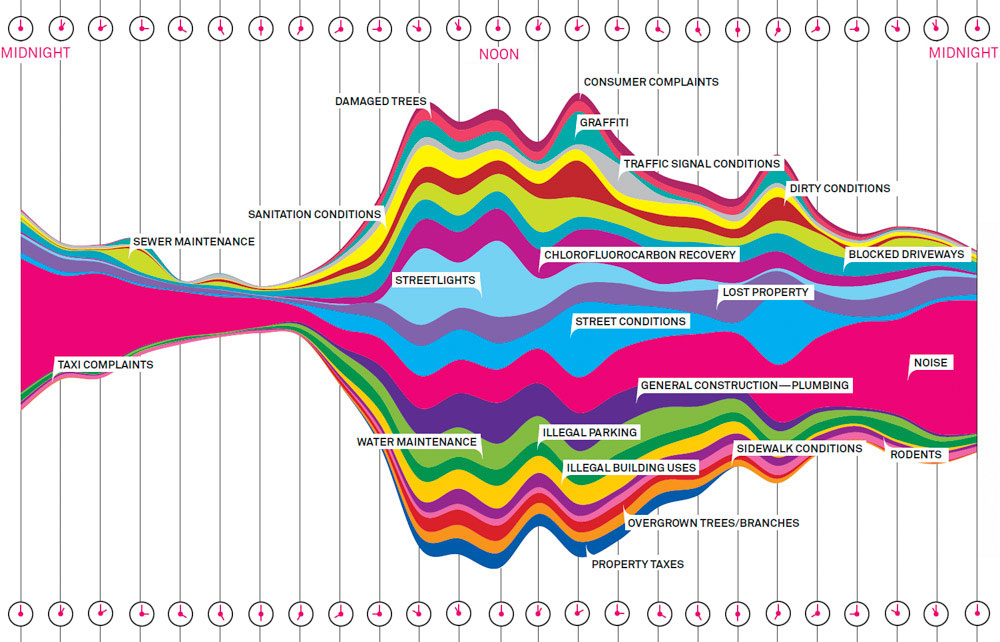 MIDNIGHT
NOON
MIDNIGHT
CONSUMER COMPLAINTS
DAMAGED TREES
GRAFFITI
TRAFFIC SIGNAL CONDITIONS
DIRTY CONDITIONS
SANITATION CONDITIONS
SEWER MAINTENANCE
CHLOROFLUOROCARBON RECOVERY
BLOCKED DRIVEWAYS
STREETLIGHTS
LOST PROPERTY
STREET CONDITIONS
NOISE
TAXI COMPLAINTS
GENERAL CONSTRUCTION—PLUMBING
ILLEGAL PARKING
WATER MAINTENANCE
SIDEWALK CONDITIONS
RODENTS
ILLEGAL BUILDING USES
OVERGROWN TREES/BRANCHES
PROPERTY TAXES